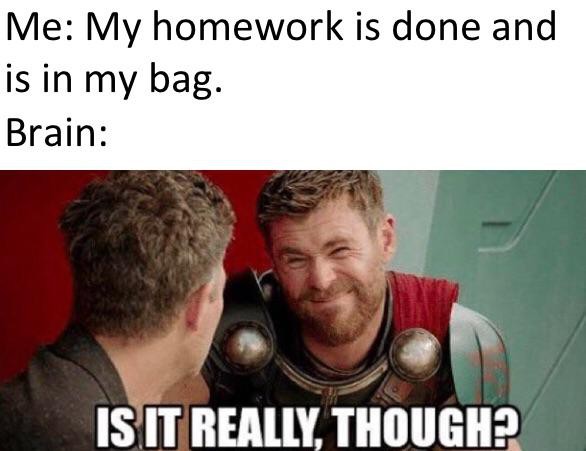 Me: My homework is done and
is in my bag.
Brain:
IS IT REALLY, THOUGH?